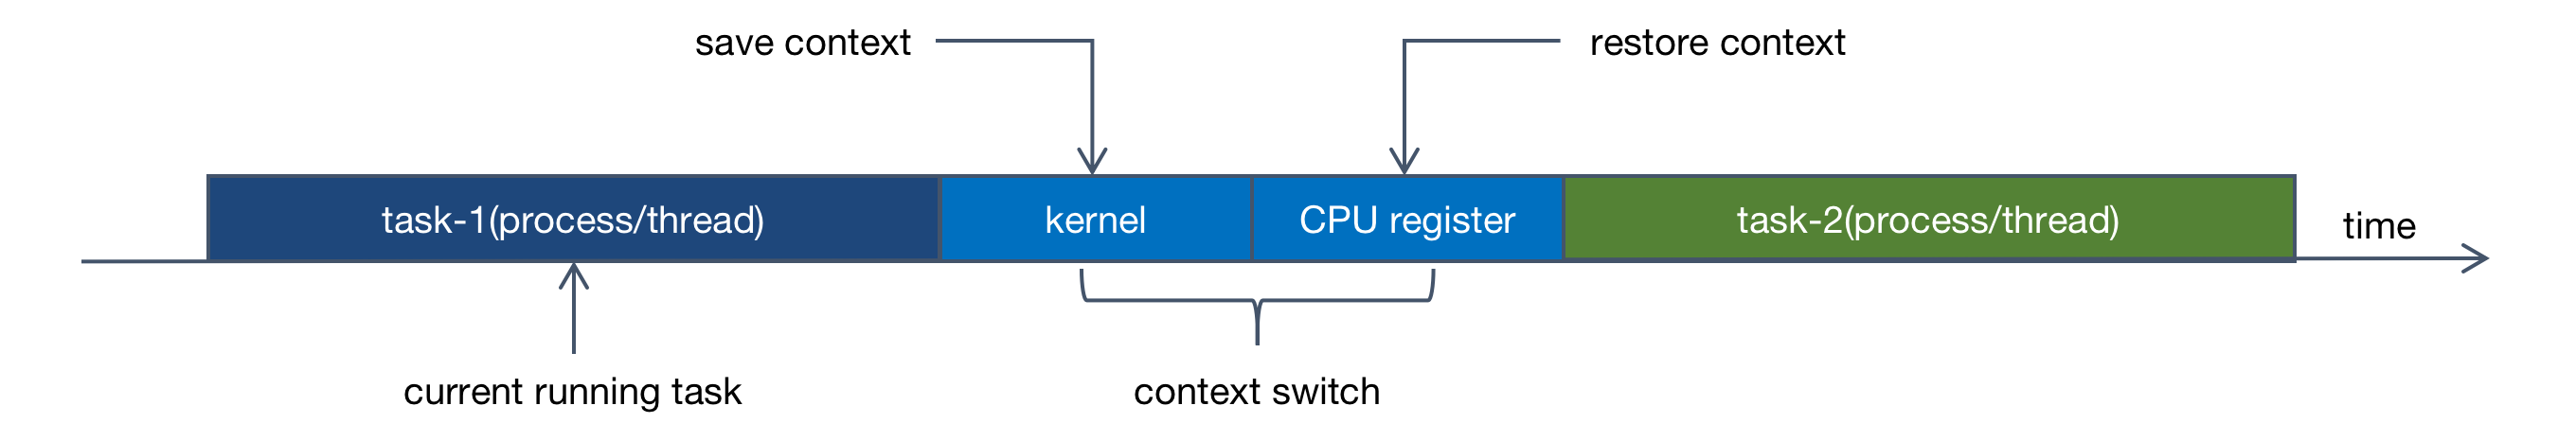 save context
restore context
task-1(process/thread)
kernel
CPU register
task-2(process/thread)
time
current running task
context switch